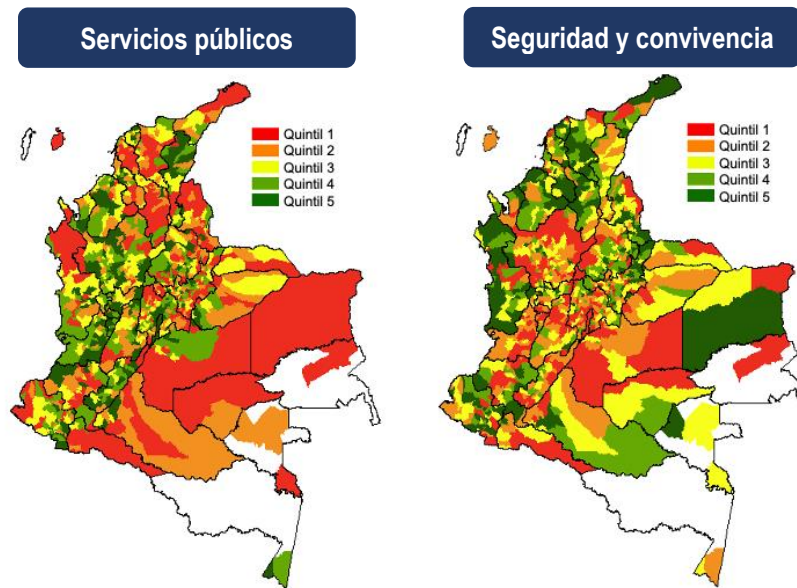 Servicios públicos
Seguridad y convivencia
Quintil 1
Quintil 2
Quintil 3
Quintil 4
Quintil 5
Quintil 1
Quintil 2
Quintil 3
Quintil 4
Quintil 5